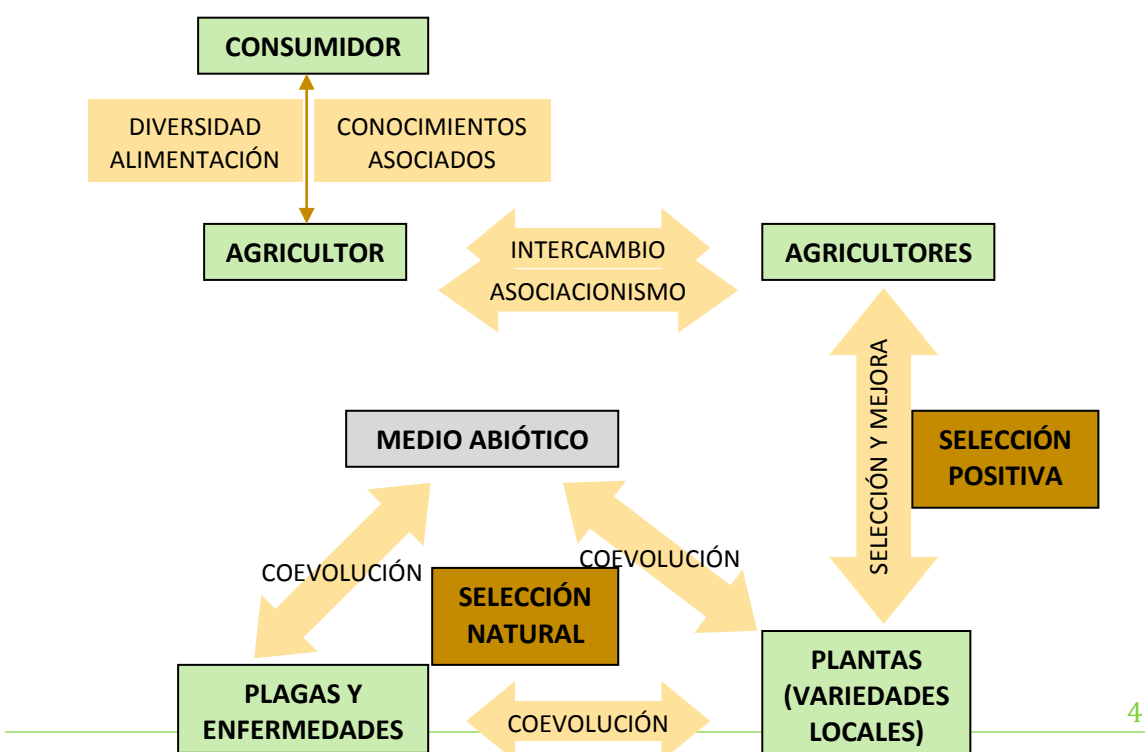 CONSUMIDOR
DIVERSIDAD
ALIMENTACIÓN
CONOCIMIENTOS
ASOCIADOS
AGRICULTOR
INTERCAMBIO
ASOCIACIONISMO
AGRICULTORES
SELECCIÓN Y MEJORA
SELECCIÓN
POSITIVA
MEDIO ABIÓTICO
COEVOLUCIÓN
COEVOLUCIÓN
SELECCIÓN
NATURAL
PLAGAS Y
ENFERMEDADES
COEVOLUCIÓN
PLANTAS
(VARIEDADES
LOCALES)
4